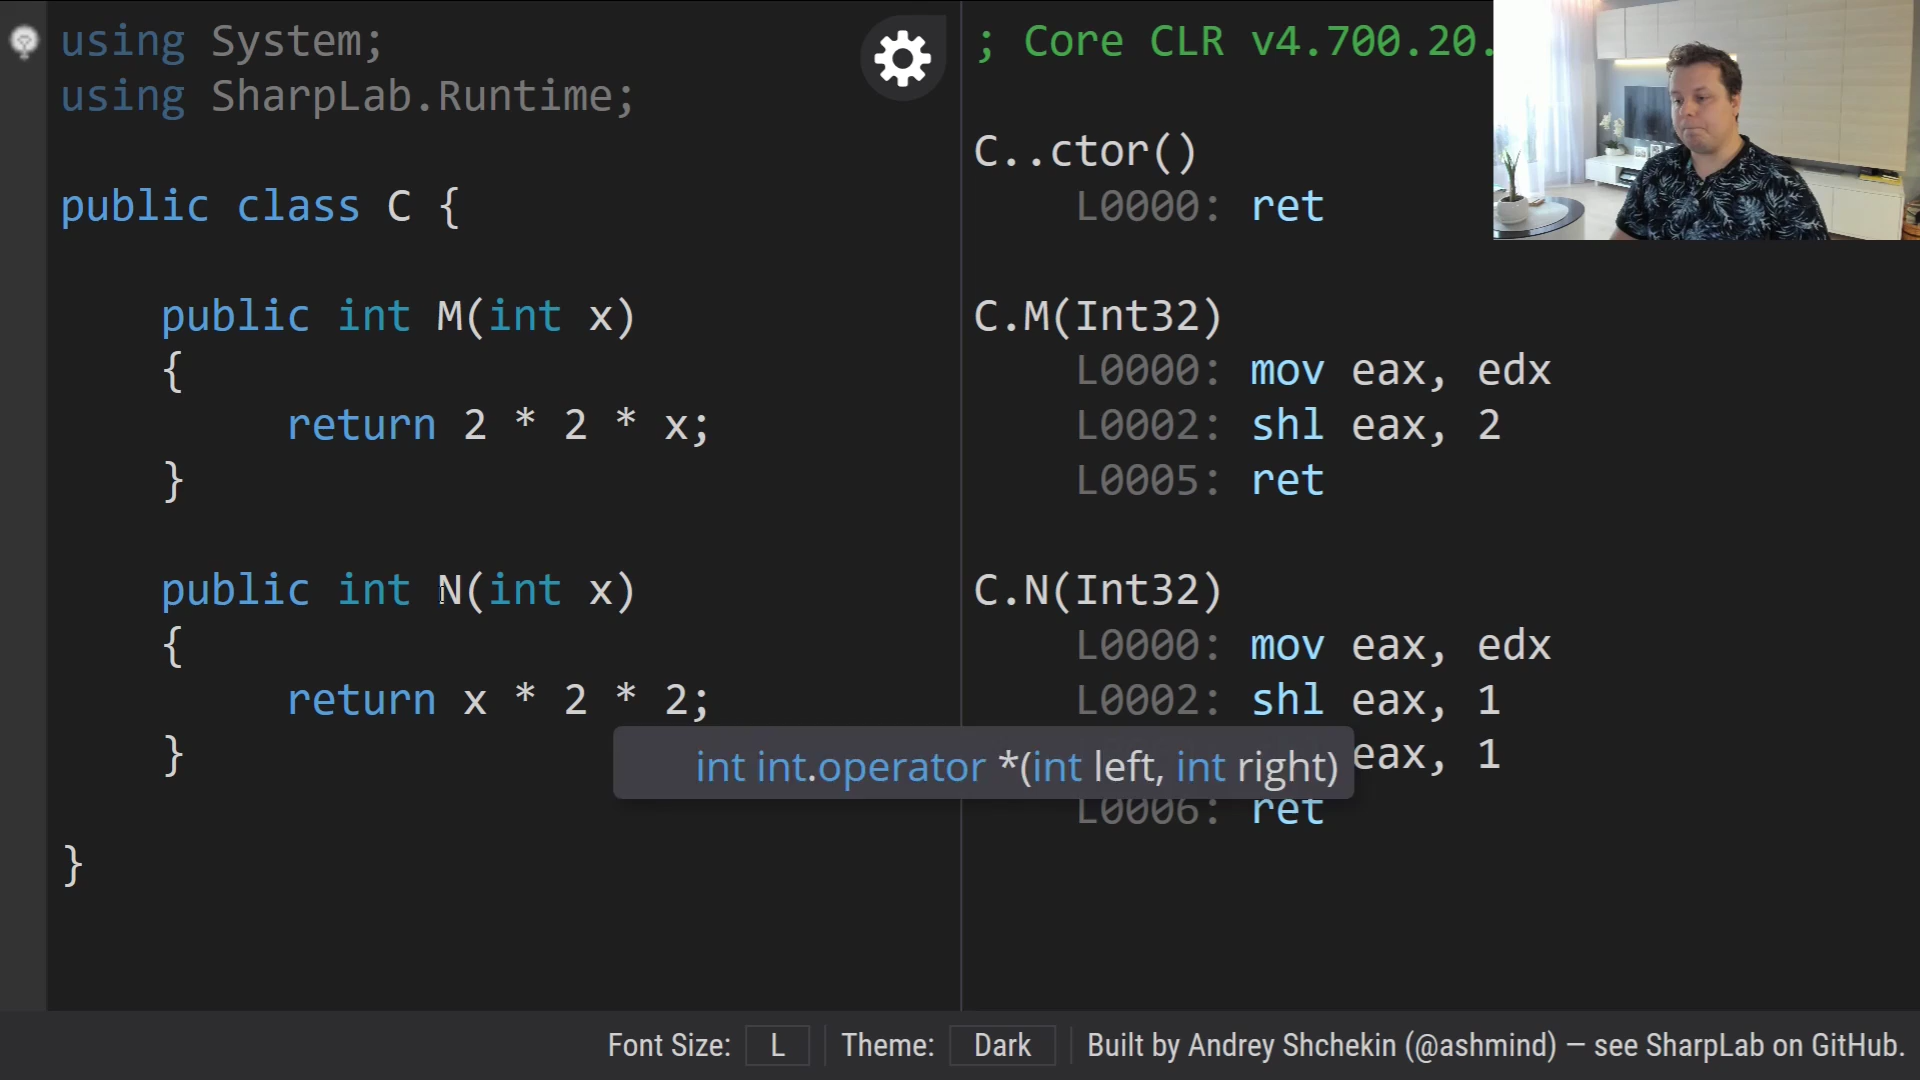 using System;
using SharpLab.Runtime;
public class C {
public int M(int x)
{
return 2 * 2 * x;
}
public int N(int x)
{
return x * 2 * 2;
}
}
; Core CLR v4.700.20.
C..ctor()
L0000: ret
C.M(Int32)
L0000: mov eax, edx
L0002: shl eax, 2
L0005: ret
C.N(Int32)
L0000: mov eax, edx
L0002: shl eax, 1
eax, 1
L0006: ret
int int.operator *(int left, int right)
Font Size: L Theme: Dark Built by Andrey Shchekin (@ashmind) — see SharpLab on GitHub.